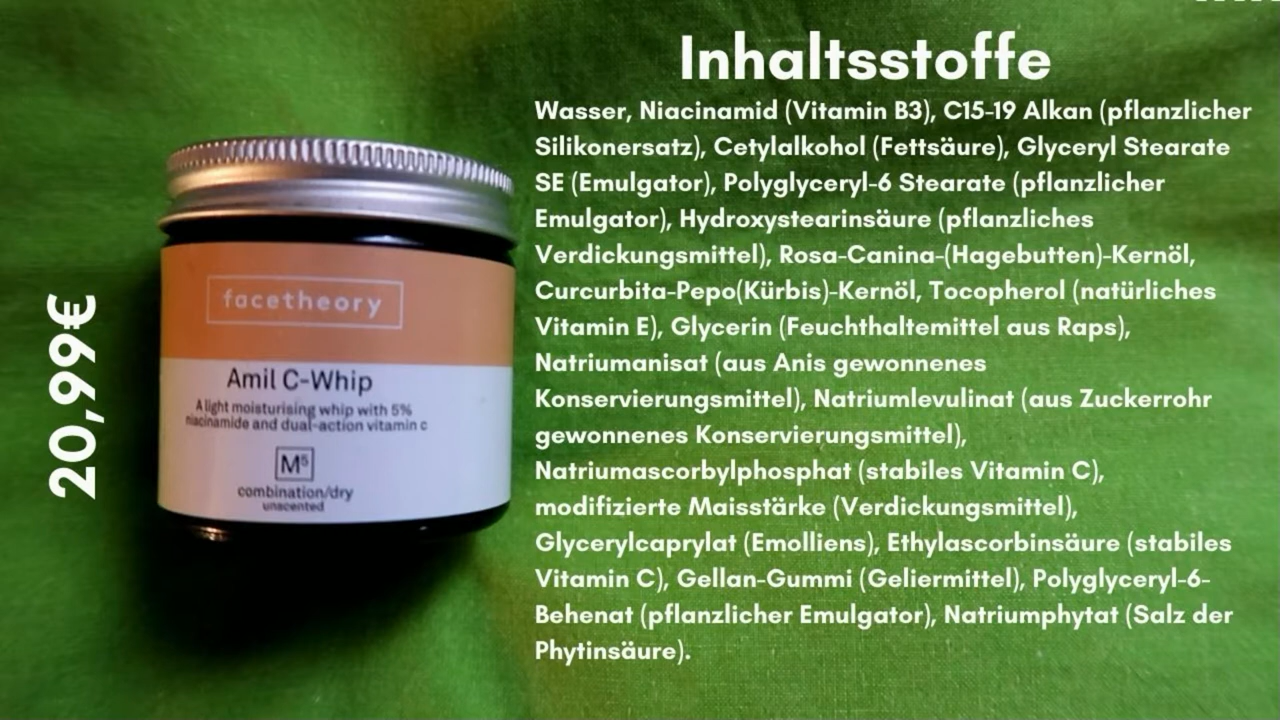 Inhaltsstoffe
Wasser, Niacinamid (Vitamin B3), C15-19 Alkan (pflanzlicher
Silikonersatz), Cetylalkohol (Fettsäure), Glyceryl Stearate
SE (Emulgator), Polyglyceryl-6 Stearate (pflanzlicher
Emulgator), Hydroxystearinsäure (pflanzliches
Verdickungsmittel), Rosa-Canina-(Hagebutten)-Kernöl,
Curcurbita-Pepo(Kürbis)-Kernöl, Tocopherol (natürliches
Vitamin E), Glycerin (Feuchthaltemittel aus Raps),
Natriumanisat (aus Anis gewonnenes
Konservierungsmittel), Natriumlevulinat (aus Zuckerrohr
gewonnenes Konservierungsmittel),
Natriumascorbylphosphat (stabiles Vitamin C),
modifizierte Maisstärke (Verdickungsmittel),
Glycerylcaprylat (Emolliens), Ethylascorbinsäure (stabiles
Vitamin C), Gellan-Gummi (Geliermittel), Polyglyceryl-6-
Behenat (pflanzlicher Emulgator), Natriumphytat (Salz der
Phytinsäure).
20,99€
facetheory
Amil C-Whip
A light moisturising whip with 5%
niacinamide and dual-action vitamin c
M⁵
combination/dry
unscented